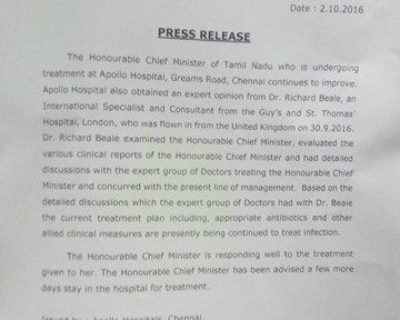 Date : 2.10.2016
PRESS RELEASE
The Honourable Chief Minister of Tamil Nadu who is undergoing
treatment at Apollo Hospital, Greams Road, Chennai continues to improve.
Apollo Hospital also obtained an expert opinion from Dr. Richard Beale, an
International Specialist and Consultant from the Guy's and St. Thomas'
Hospital, London, who was flown in from the United Kingdom on 30.9.2016.
Dr. Richard Beale examined the Honourable Chief Minister, evaluated the
various clinical reports of the Honourable Chief Minister and had detailed
discussions with the expert group of Doctors treating the Honourable Chief
Minister and concurred with the present line of management. Based on the
detailed discussions which the expert group of Doctors had with Dr. Beale
the current treatment plan including, appropriate antibiotics and other
allied clinical measures are presently being continued to treat infection.
The Honourable Chief Minister is responding well to the treatment
given to her. The Honourable Chief Minister has been advised a few more
days stay in the hospital for treatment.
Issued by : Apollo Hospitals, Chennai